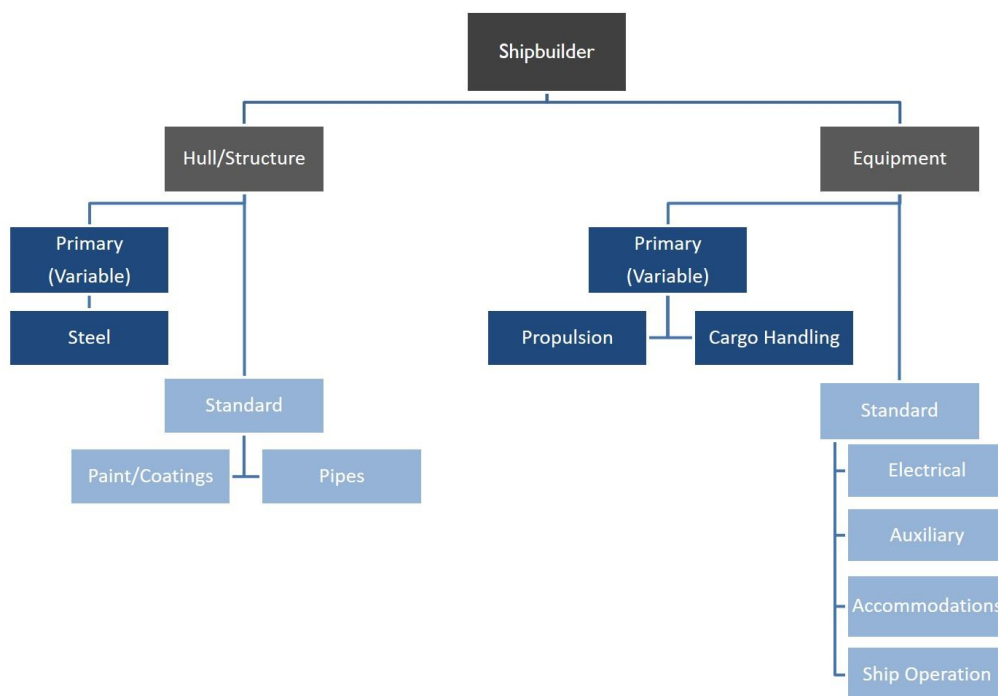 Shipbuilder
Hull/Structure
Equipment
Primary
(Variable)
Primary
(Variable)
Steel
Propulsion
Cargo Handling
Standard
Standard
Paint/Coatings
Pipes
Electrical
Auxiliary
Accommodations
Ship Operation